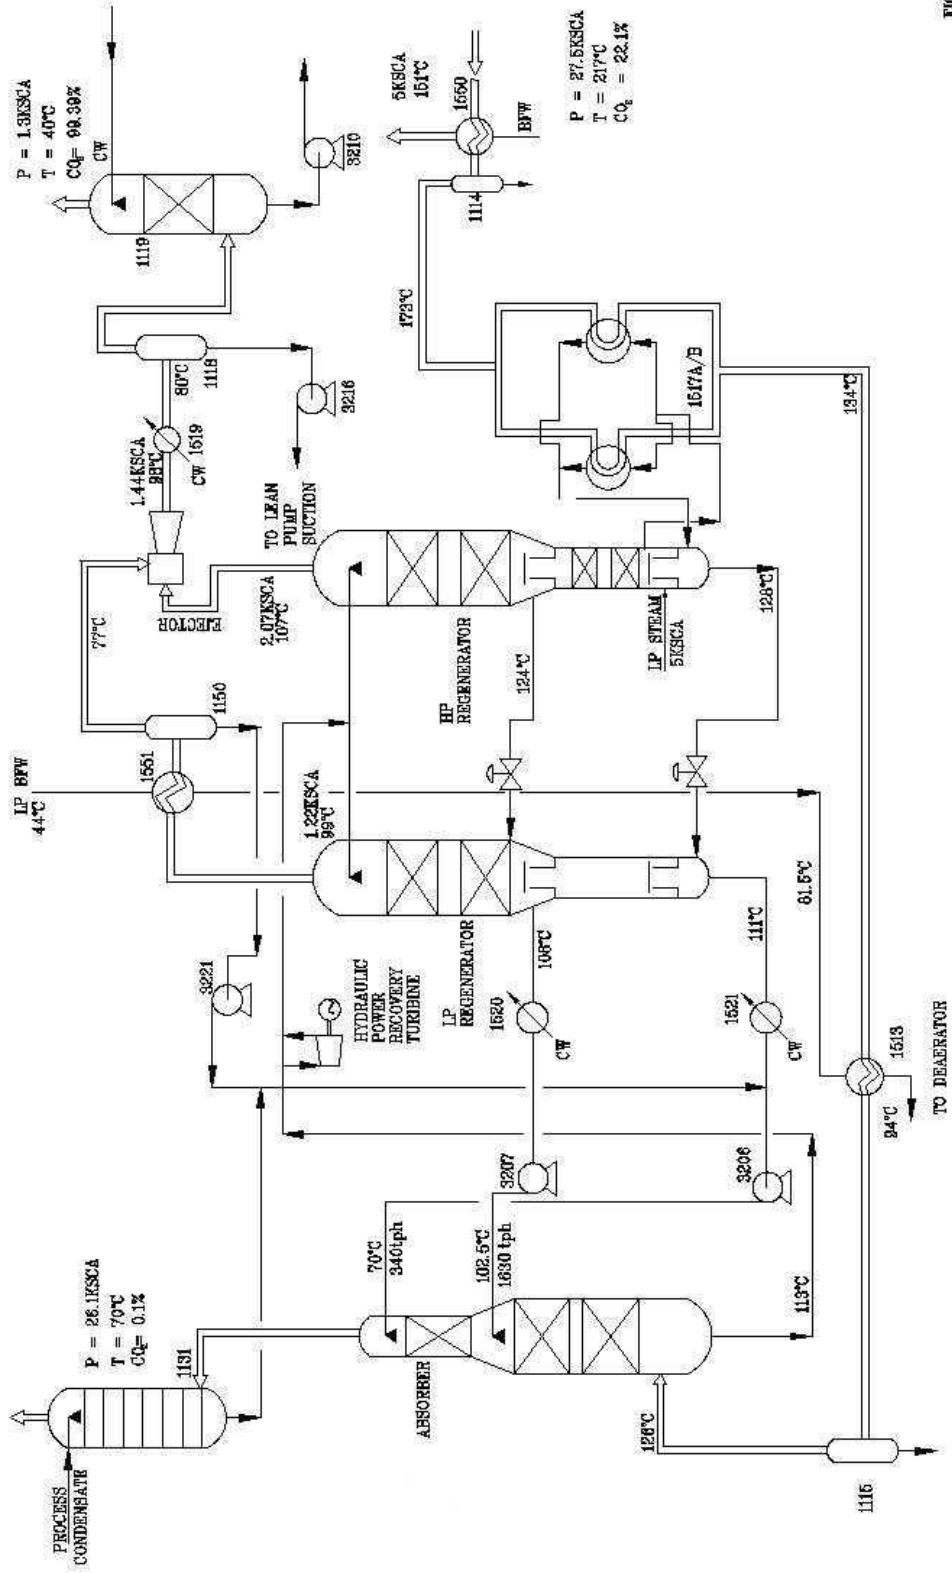 P = 1.3KSCA
T = 40°C
CO₂= 99.39%
CW
1119
3210
5KSCA
151°C
1550
BFW
P = 27.5KSCA
T = 217°C
CO₂ = 22.1%
1114
173°C
1517A/B
134°C
80°C
1118
3216
1519
CW
1.44KSCA
98°C
TO LEAN
PUMP
SUCTION
EJECTOR
77°C
2.07KSCA
107°C
HP
REGENERATOR
LP STEAM
5KSCA
128°C
124°C
1150
1551
LP BFW
44°C
1.22KSCA
99°C
LP
REGENERATOR
108°C
111°C
81.5°C
3221
HYDRAULIC
POWER
RECOVERY
TURIBINE
1520
CW
1521
CW
1513
94°C
TO DEAERATOR
3207
3206
70°C
340tph
102.5°C
1630 tph
113°C
P = 26.1KSCA
T = 70°C
CO₂= 0.1%
1131
PROCESS
CONDENSATE
ABSORBER
126°C
1115